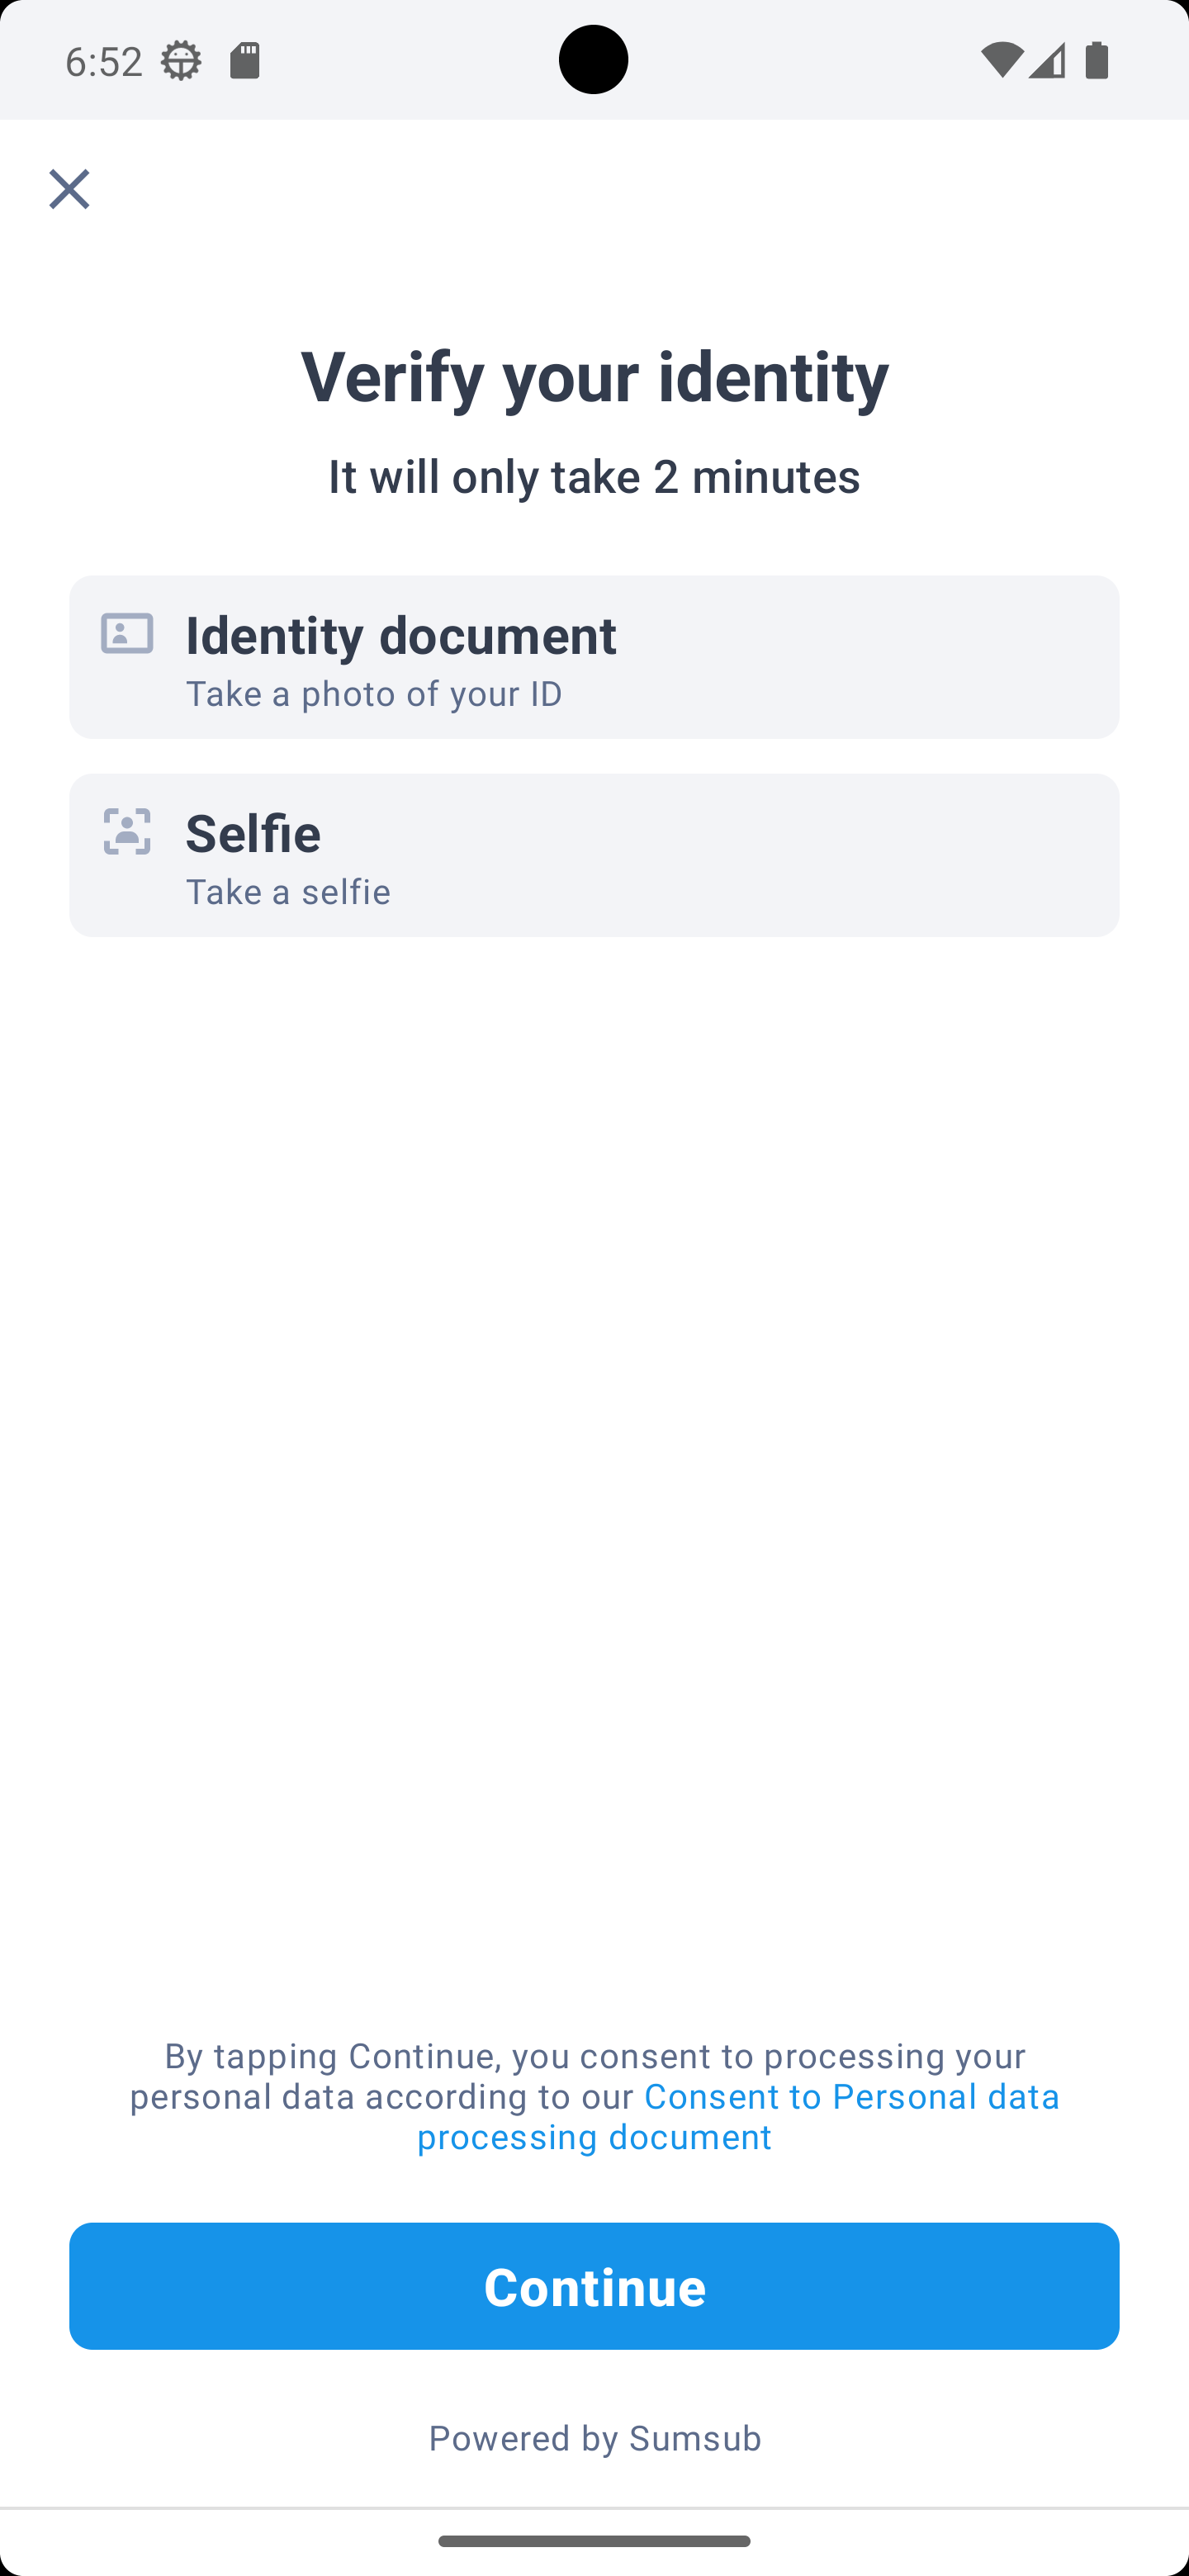 6:52
Verify your identity
It will only take 2 minutes
Identity document
Take a photo of your ID
Selfie
Take a selfie
By tapping Continue, you consent to processing your
personal data according to our Consent to Personal data
processing document
Continue
Powered by Sumsub